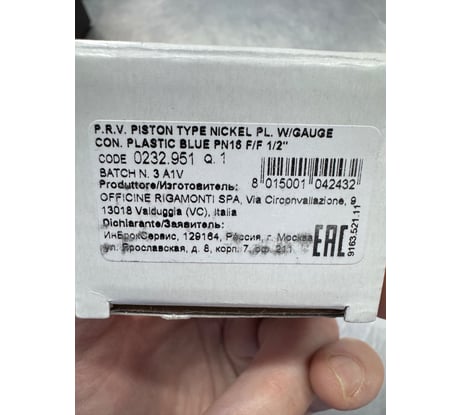 P.R.V. PISTON TYPE NICKEL PL. W/GAUGE
CON. PLASTIC BLUE PN16 F/F 1/2"
CODE 0232.951 Q. 1
BATCH N. 3 A1V
8 015001 042432
Produttore/Изготовитель:
OFFICINE RIGAMONTI SPA, Via Circonvallazione, 9
13018 Valduggia (VC), Italia
Dichiarante/Заявитель:
ИнБрокСервис, 129164, Россия, г. Москва
ул. Ярославская, д. 8, корп. 7, оф. 211
EAC
9163.521.11